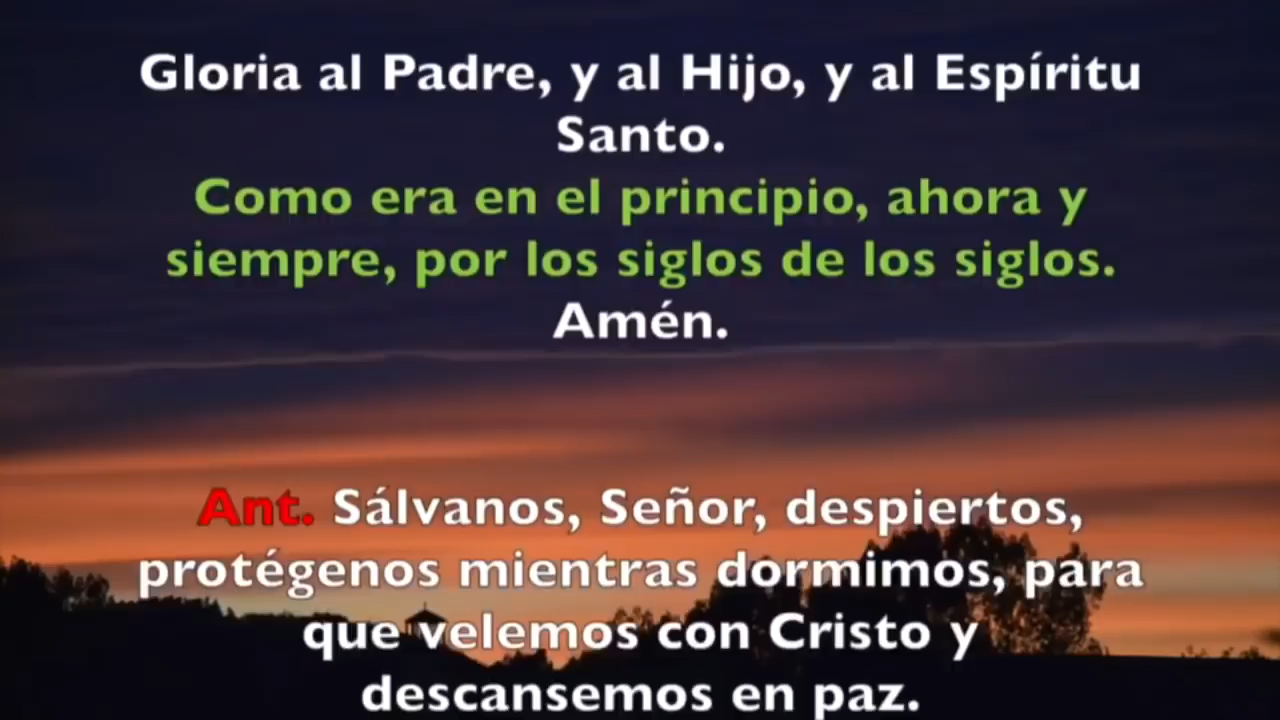 Gloria al Padre, y al Hijo, y al Espíritu
Santo.
Como era en el principio, ahora y
siempre, por los siglos de los siglos.
Amén.
Ant. Sálvanos, Señor, despiertos,
protégenos mientras dormimos, para
que velemos con Cristo y
descansemos en paz.